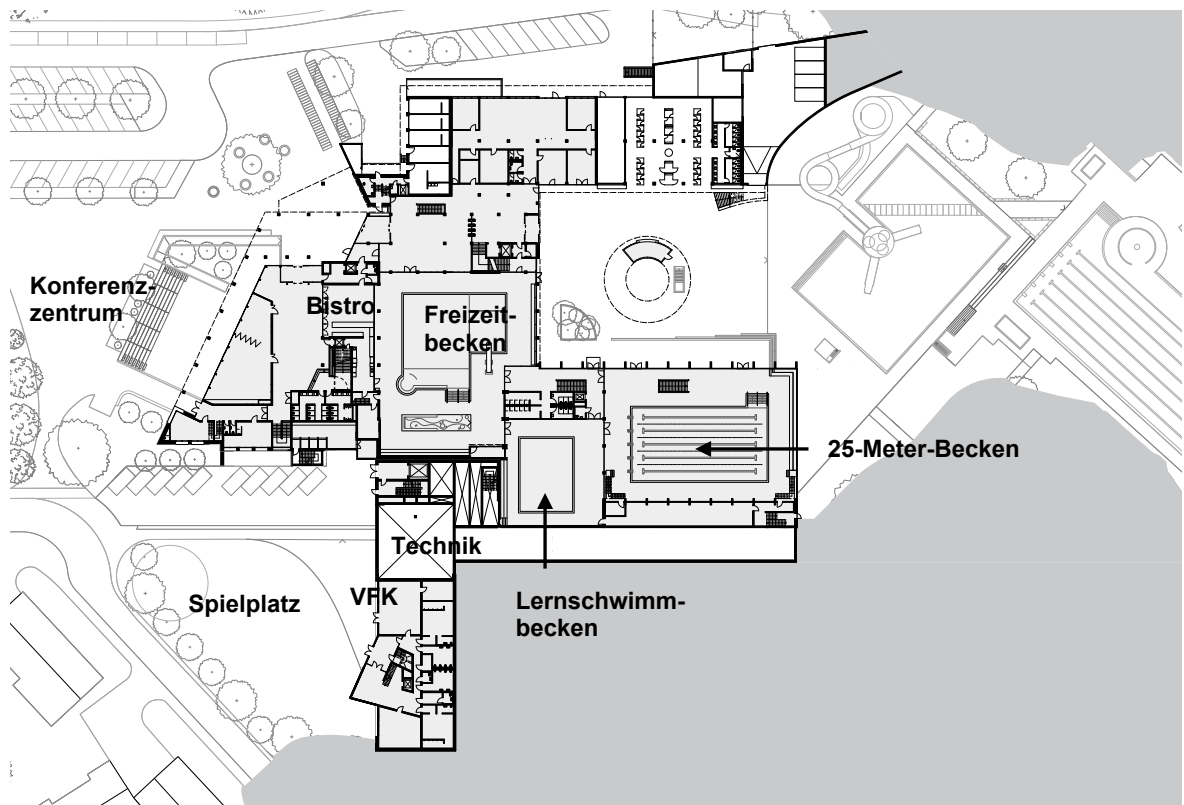 Konferenz-
zentrum
Bistro
Freizeit-
becken
25-Meter-Becken
Technik
VFK
Spielplatz
Lernschwimm-
becken